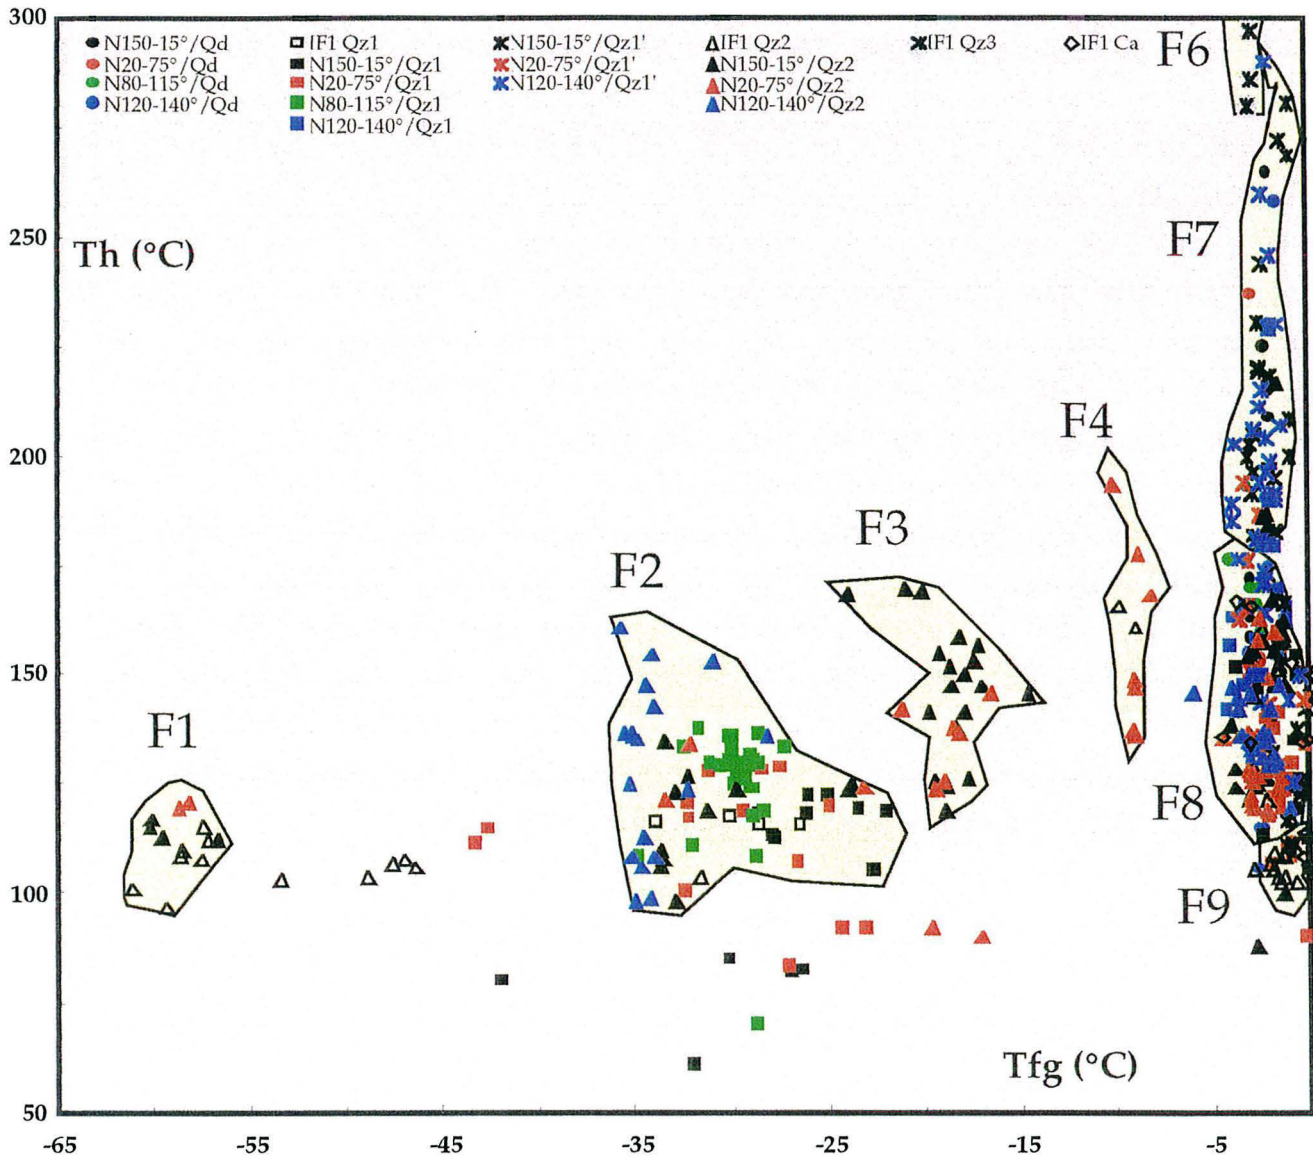 300
N150-15°/Qd IF1 Qz1 N150-15°/Qz1' IF1 Qz2 IF1 Qz3 IF1 Ca F6
N20-75°/Qd N150-15°/Qz1 N20-75°/Qz1' N150-15°/Qz2
N80-115°/Qd N20-75°/Qz1 N120-140°/Qz1' N20-75°/Qz2
N120-140°/Qd N80-115°/Qz1 N120-140°/Qz2
N120-140°/Qz1
250
Th (°C)
F7
200
F4
F3
F2
150
F1
F8
100
F9
Tfg (°C)
50
-65 -55 -45 -35 -25 -15 -5